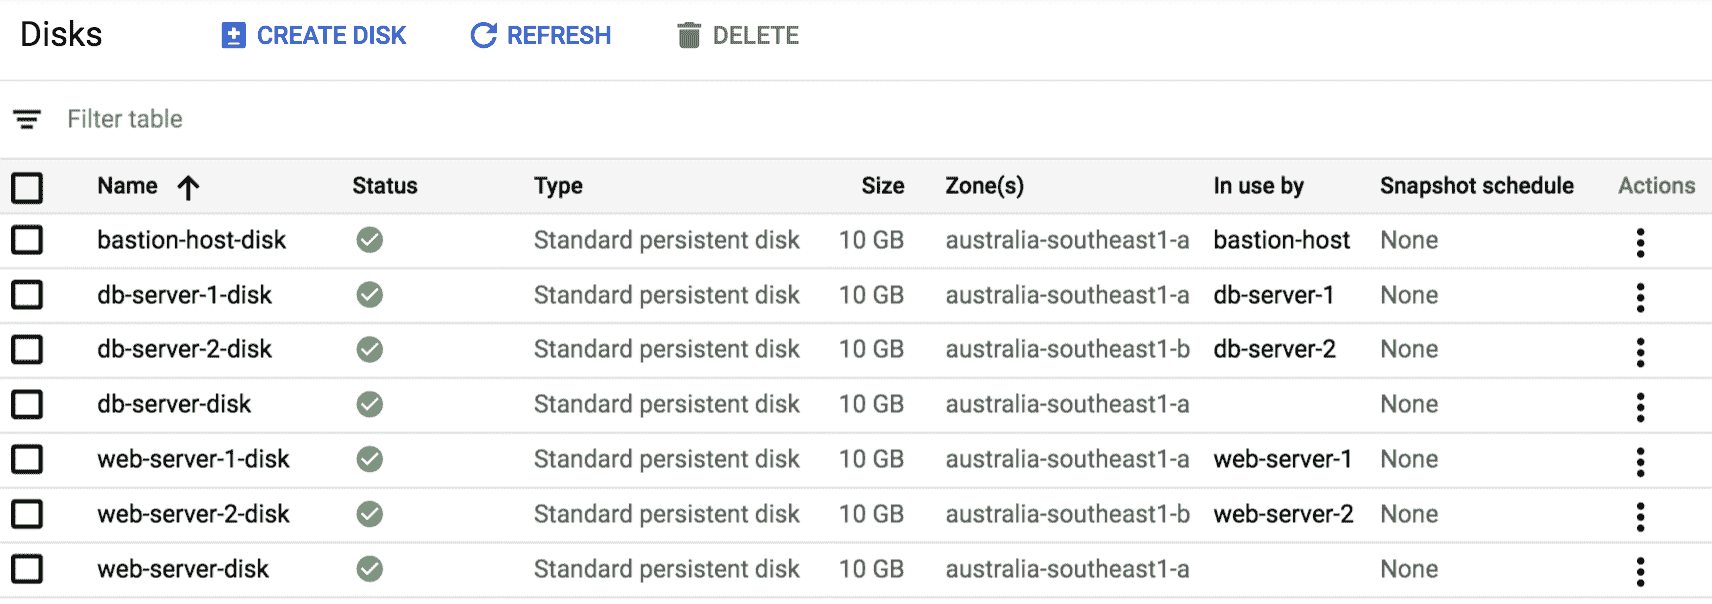 Disks CREATE DISK REFRESH DELETE
Filter table
Name Status Type Size Zone(s) In use by Snapshot schedule Actions
bastion-host-disk Standard persistent disk 10 GB australia-southeast1-a bastion-host None
db-server-1-disk Standard persistent disk 10 GB australia-southeast1-a db-server-1 None
db-server-2-disk Standard persistent disk 10 GB australia-southeast1-b db-server-2 None
db-server-disk Standard persistent disk 10 GB australia-southeast1-a None
web-server-1-disk Standard persistent disk 10 GB australia-southeast1-a web-server-1 None
web-server-2-disk Standard persistent disk 10 GB australia-southeast1-b web-server-2 None
web-server-disk Standard persistent disk 10 GB australia-southeast1-a None